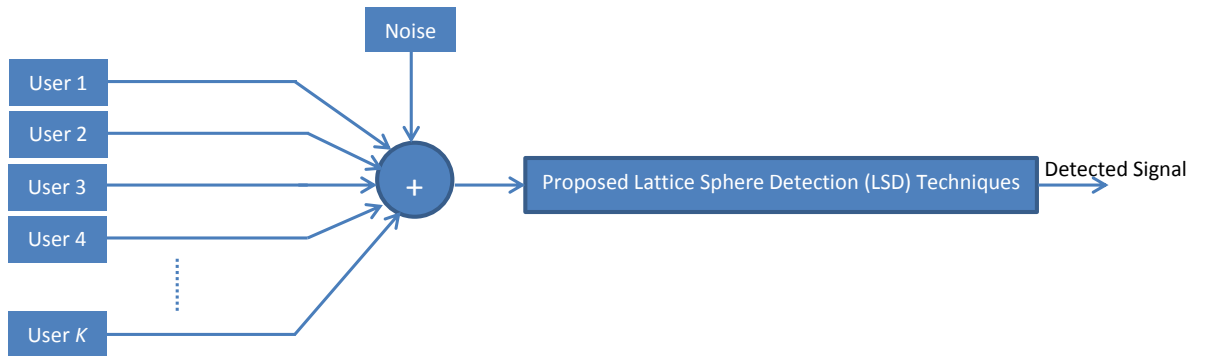 Noise
User 1
User 2
User 3
User 4
User K
+
Proposed Lattice Sphere Detection (LSD) Techniques
Detected Signal